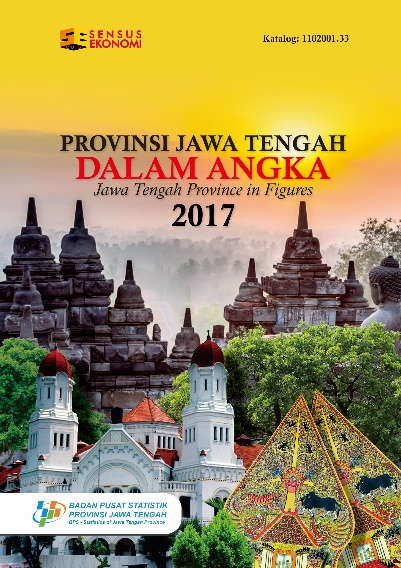 SENSUS
EKONOMI
Katalog: 1102001.33
PROVINSI JAWA TENGAH
DALAM ANGKA
Jawa Tengah Province in Figures
2017
BADAN PUSAT STATISTIK
PROVINSI JAWA TENGAH
BPS - Statistics of Jawa Tengah Province